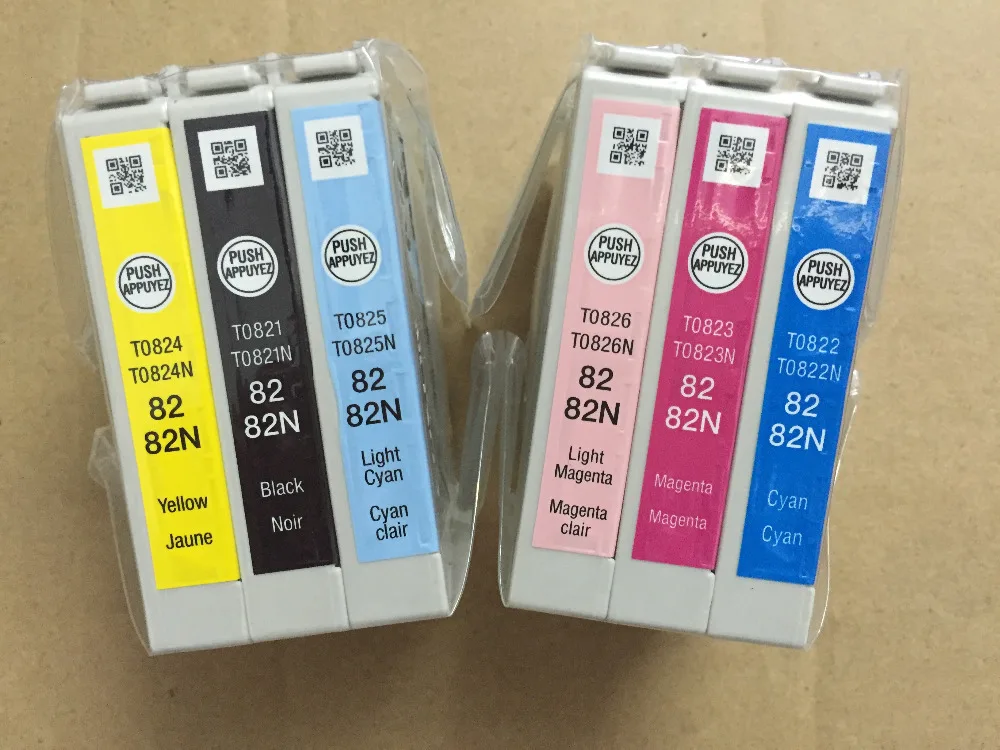 PUSH
APPUYEZ
T0824
T0824N
82
82N
Yellow
Jaune
PUSH
APPUYEZ
T0821
T0821N
82
82N
Black
Noir
PUSH
APPUYEZ
T0825
T0825N
82
82N
Light
Cyan
Cyan
clair
PUSH
APPUYEZ
T0826
T0826N
82
82N
Light
Magenta
Magenta
clair
PUSH
APPUYEZ
T0823
T0823N
82
82N
Magenta
Magenta
PUSH
APPUYEZ
T0822
T0822N
82
82N
Cyan
Cyan